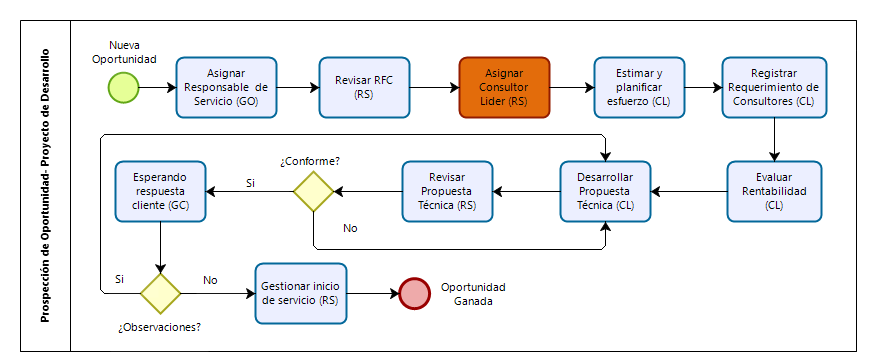 Prospección de Oportunidad- Proyecto de Desarrollo
Nueva
Oportunidad
Asignar
Responsable de
Servicio (GO)
Revisar RFC
(RS)
Asignar
Consultor
Lider (RS)
Estimar y
planificar
esfuerzo (CL)
Registrar
Requerimiento de
Consultores (CL)
Evaluar
Rentabilidad
(CL)
Desarrollar
Propuesta
Técnica (CL)
Revisar
Propuesta
Técnica (RS)
¿Conforme?
Si
No
Esperando
respuesta
cliente (GC)
Si
¿Observaciones?
No
Gestionar inicio
de servicio (RS)
Oportunidad
Ganada